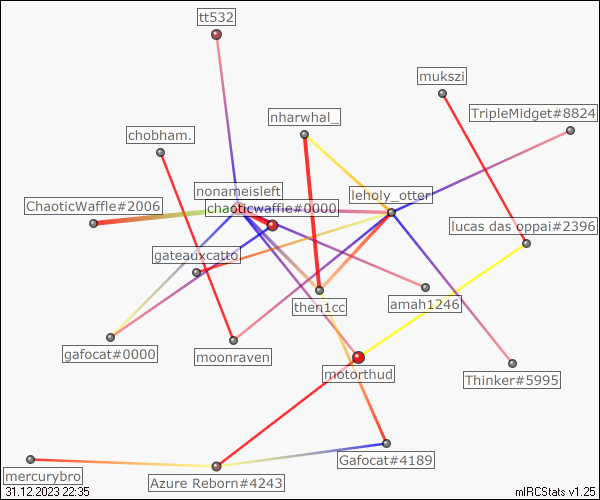 tt532
mukszi
TripleMidget#8824
nharwhal_
chobham.
nonameisleft
leholy_otter
ChaoticWaffle#2006
chaoticwaffle#0000
lucas das oppai#2396
gateauxcatto
then1cc
amah1246
gafocat#0000
moonraven
motorthud
Thinker#5995
Gafocat#4189
mercurybro
Azure Reborn#4243
31.12.2023 22:35
mIRCStats v1.25